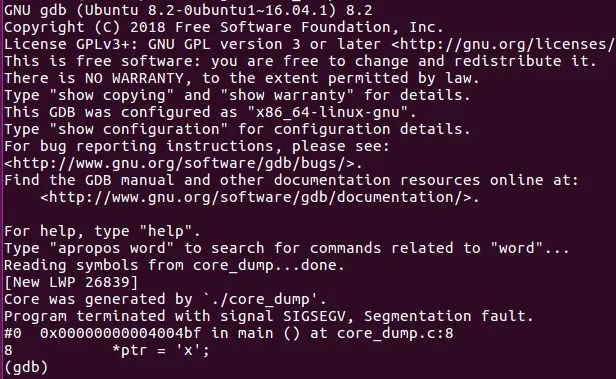 GNU gdb (Ubuntu 8.2-0ubuntu1~16.04.1) 8.2
Copyright (C) 2018 Free Software Foundation, Inc.
License GPLv3+: GNU GPL version 3 or later <http://gnu.org/licenses/
This is free software: you are free to change and redistribute it.
There is NO WARRANTY, to the extent permitted by law.
Type "show copying" and "show warranty" for details.
This GDB was configured as "x86_64-linux-gnu".
Type "show configuration" for configuration details.
For bug reporting instructions, please see:
<http://www.gnu.org/software/gdb/bugs/>.
Find the GDB manual and other documentation resources online at:
    <http://www.gnu.org/software/gdb/documentation/>.

For help, type "help".
Type "apropos word" to search for commands related to "word"...
Reading symbols from core_dump...done.
[New LWP 26839]
Core was generated by `./core_dump'.
Program terminated with signal SIGSEGV, Segmentation fault.
#0  0x00000000004004bf in main () at core_dump.c:8
8           *ptr = 'x';
(gdb)